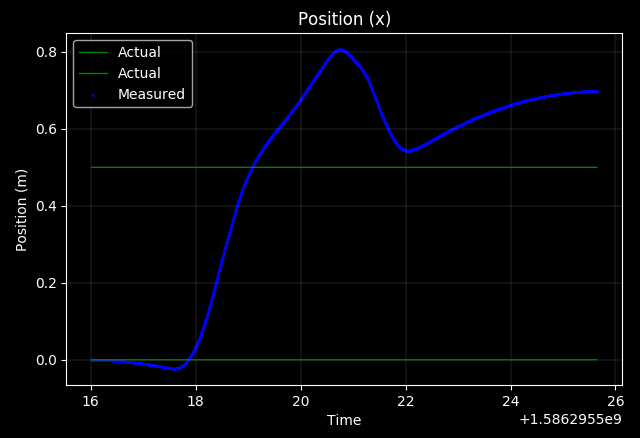 Position (x)
Actual
Actual
Measured
0.8
0.6
0.4
0.2
0.0
Position (m)
16 18 20 22 24 26
Time
+1.5862955e9